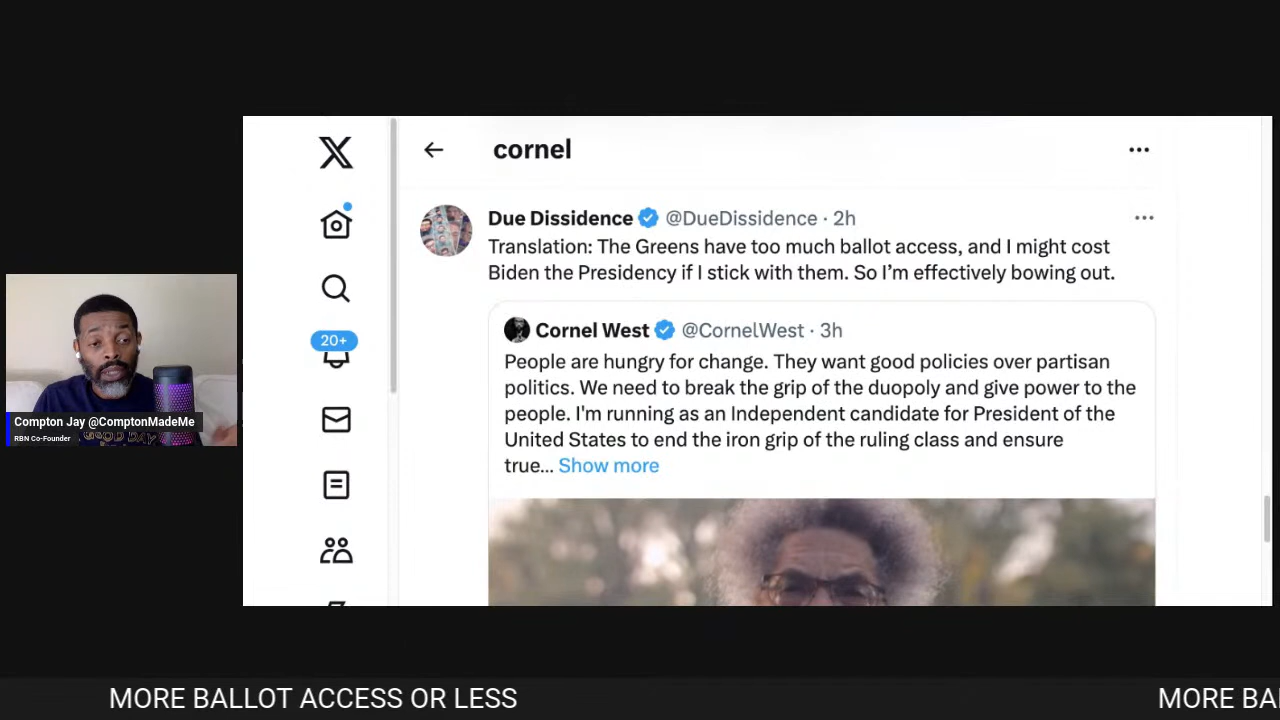 cornel
Due Dissidence @DueDissidence · 2h
Translation: The Greens have too much ballot access, and I might cost
Biden the Presidency if I stick with them. So I’m effectively bowing out.
20+
Cornel West @CornelWest · 3h
People are hungry for change. They want good policies over partisan
politics. We need to break the grip of the duopoly and give power to the
people. I'm running as an Independent candidate for President of the
United States to end the iron grip of the ruling class and ensure
true... Show more
Compton Jay @ComptonMadeMe
RBN Co-Founder
GOOD DAY
MORE BALLOT ACCESS OR LESS
MORE BA